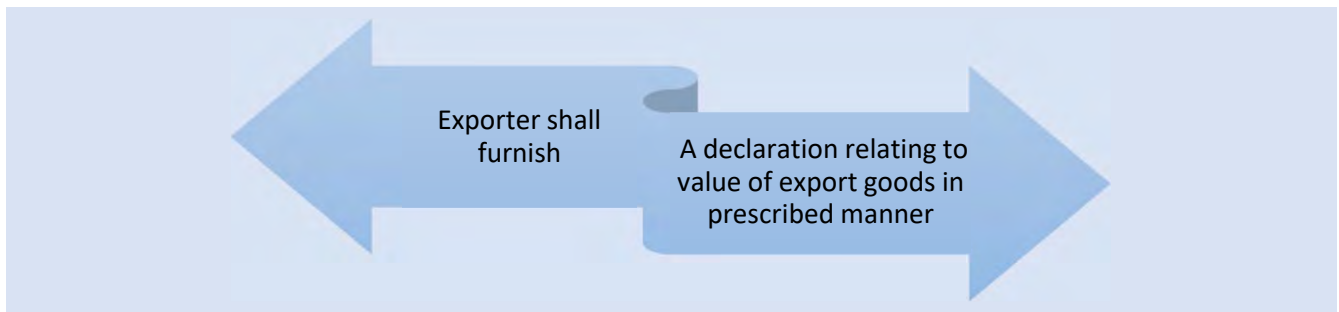 Exporter shall
furnish
A declaration relating to
value of export goods in
prescribed manner